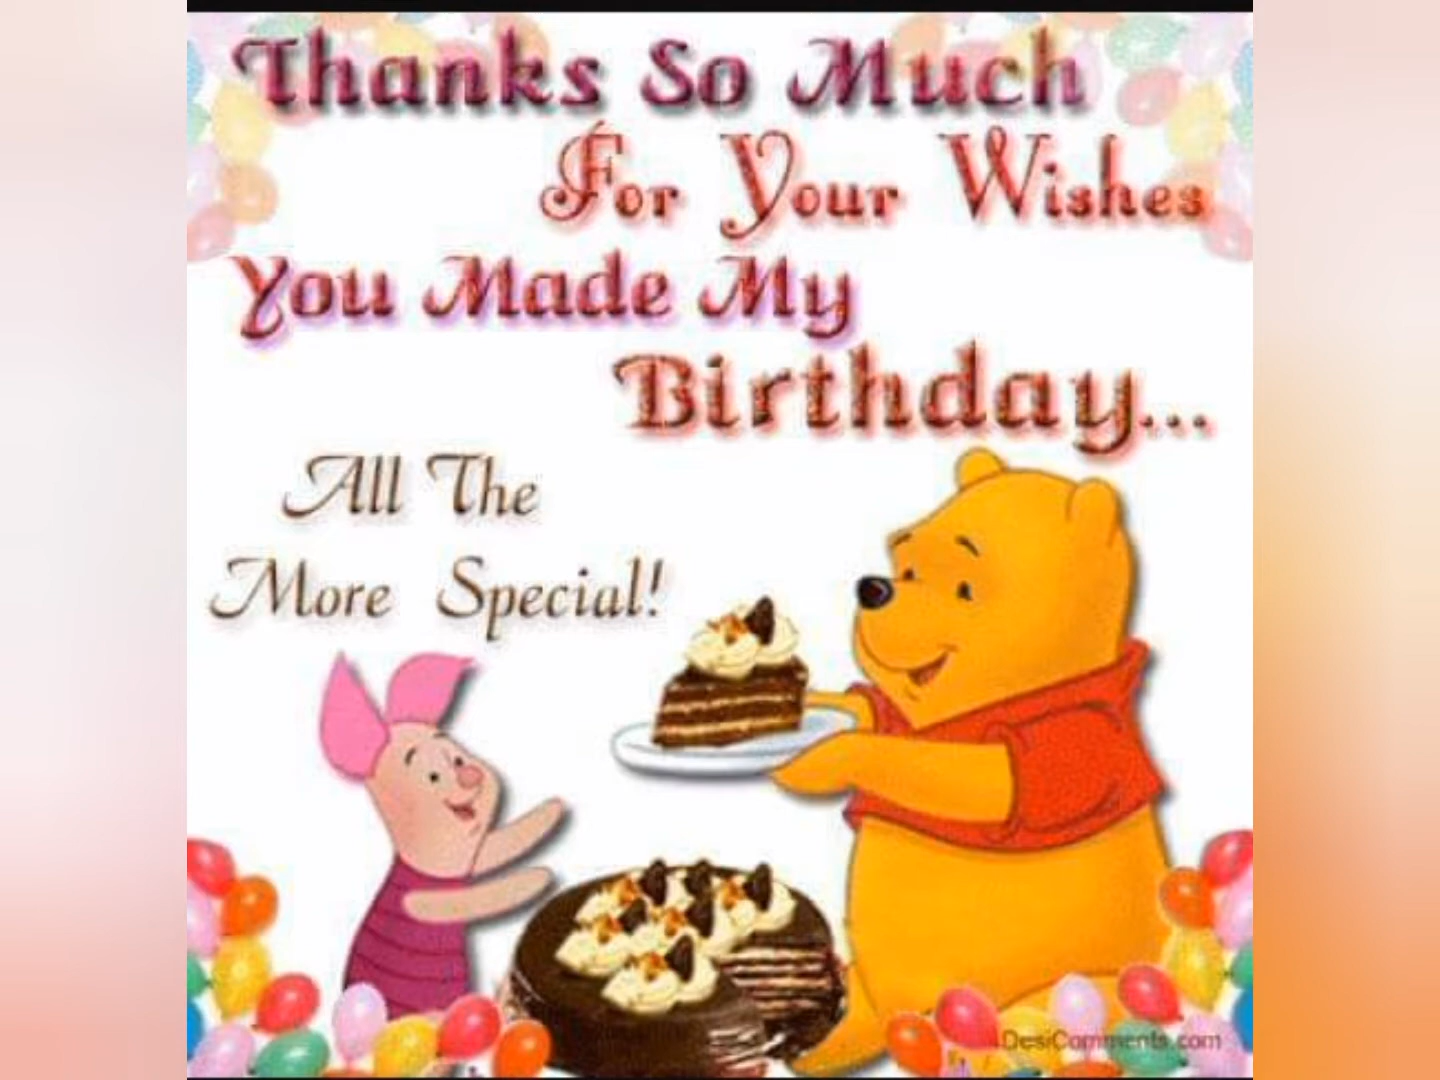 Thanks So Much
For Your Wishes
You Made My
Birthday...
All The
More Special!
DesiComments.com